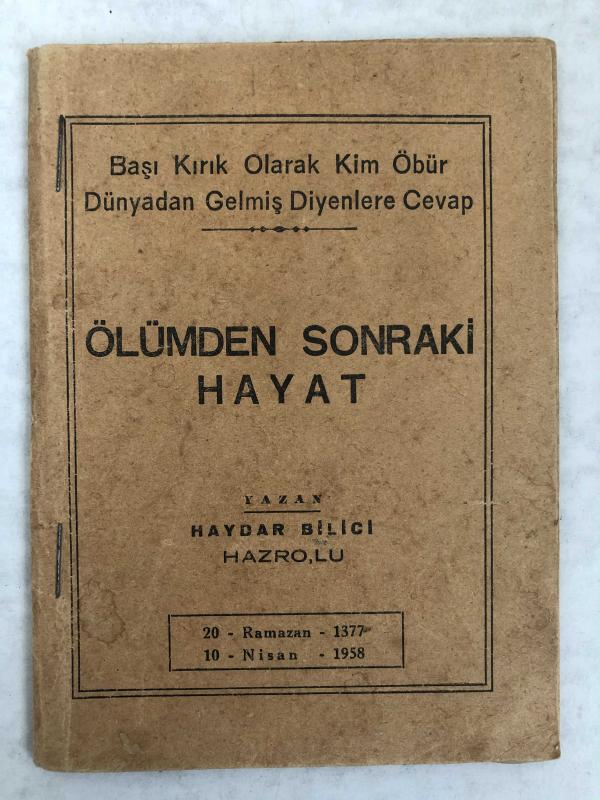 Başı Kırık Olarak Kim Öbür
Dünyadan Gelmiş Diyenlere Cevap
ÖLÜMDEN SONRAKİ
HAYAT
YAZAN
HAYDAR BİLİCİ
HAZRO,LU
20 - Ramazan - 1377
10 - Nisan - 1958